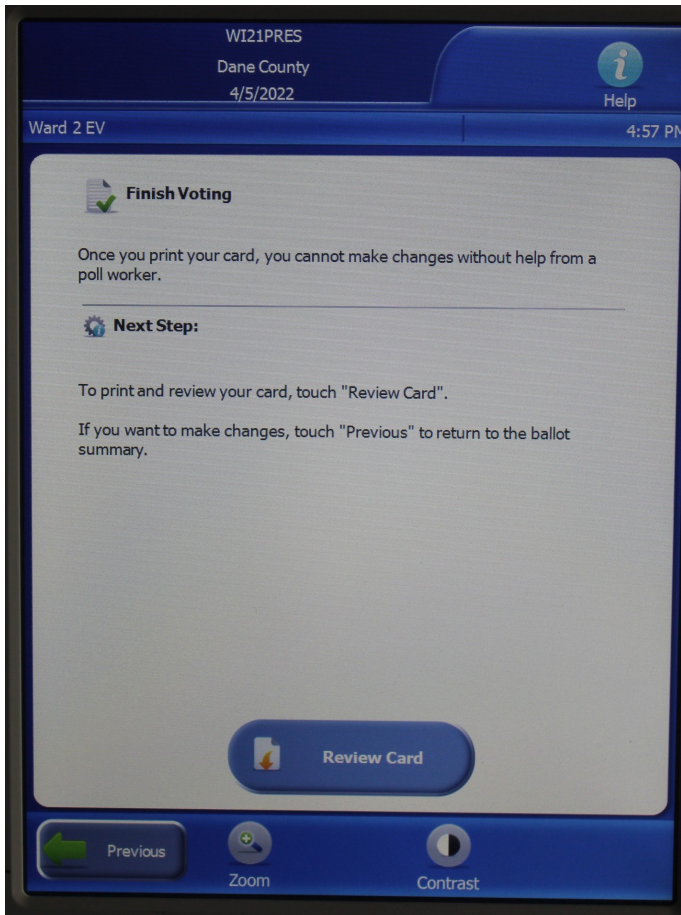 WI21PRES
Dane County
4/5/2022
Help
Ward 2 EV
4:57 PM
Finish Voting
Once you print your card, you cannot make changes without help from a
poll worker.
Next Step:
To print and review your card, touch "Review Card".
If you want to make changes, touch "Previous" to return to the ballot
summary.
Review Card
Previous
Zoom
Contrast